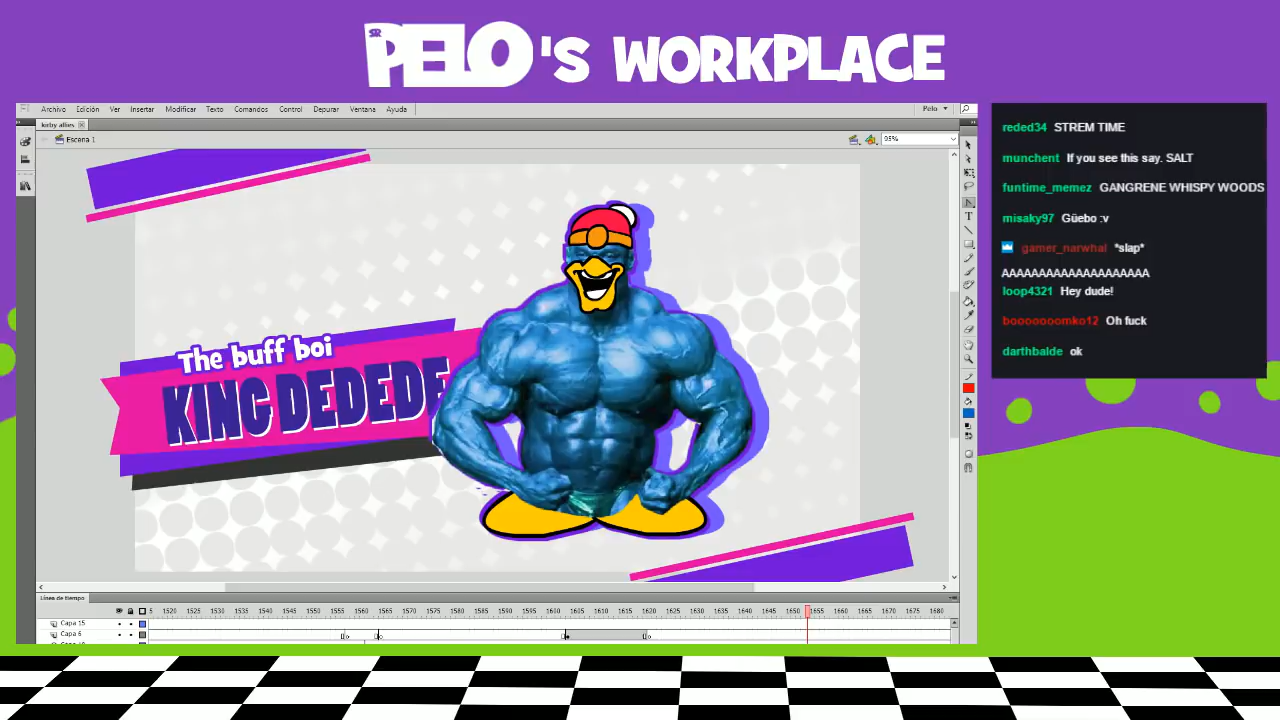 SR PELO'S WORKPLACE
Archivo Edición Ver Insertar Modificar Texto Comandos Control Depurar Ventana Ayuda
Pelo
kirby allies
Escena 1
95%
The buff boi
KING DEDEDE
reded34 STREM TIME
munchent If you see this say. SALT
funtime_memez GANGRENE WHISPY WOODS
misaky97 Güebo :v
gamer_narwhal *slap*
AAAAAAAAAAAAAAAAAAAA
loop4321 Hey dude!
booooooomko12 Oh fuck
darthbalde ok
Línea de tiempo
5 1520 1525 1530 1535 1540 1545 1550 1555 1560 1565 1570 1575 1580 1585 1590 1595 1600 1605 1610 1615 1620 1625 1630 1635 1640 1645 1650 1655 1660 1665 1670 1675 1680
Capa 15
Capa 6